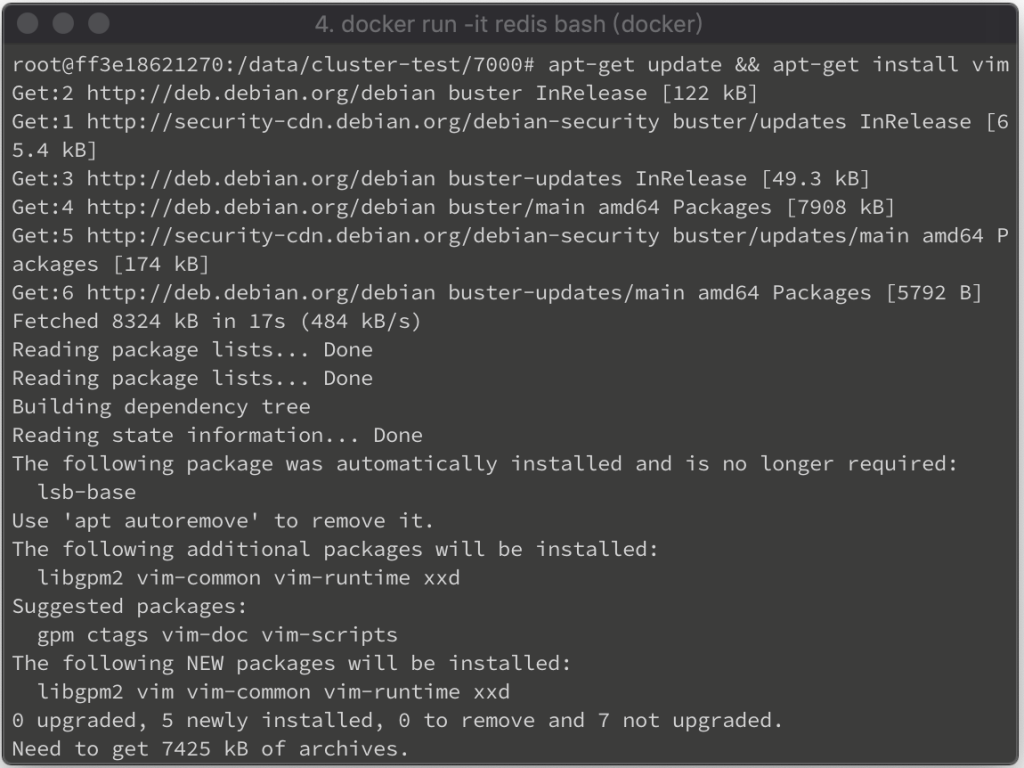 4. docker run -it redis bash (docker)
root@ff3e18621270:/data/cluster-test/7000# apt-get update && apt-get install vim
Get:2 http://deb.debian.org/debian buster InRelease [122 kB]
Get:1 http://security-cdn.debian.org/debian-security buster/updates InRelease [6
5.4 kB]
Get:3 http://deb.debian.org/debian buster-updates InRelease [49.3 kB]
Get:4 http://deb.debian.org/debian buster/main amd64 Packages [7908 kB]
Get:5 http://security-cdn.debian.org/debian-security buster/updates/main amd64 P
ackages [174 kB]
Get:6 http://deb.debian.org/debian buster-updates/main amd64 Packages [5792 B]
Fetched 8324 kB in 17s (484 kB/s)
Reading package lists... Done
Reading package lists... Done
Building dependency tree
Reading state information... Done
The following package was automatically installed and is no longer required:
  lsb-base
Use 'apt autoremove' to remove it.
The following additional packages will be installed:
  libgpm2 vim-common vim-runtime xxd
Suggested packages:
  gpm ctags vim-doc vim-scripts
The following NEW packages will be installed:
  libgpm2 vim vim-common vim-runtime xxd
0 upgraded, 5 newly installed, 0 to remove and 7 not upgraded.
Need to get 7425 kB of archives.